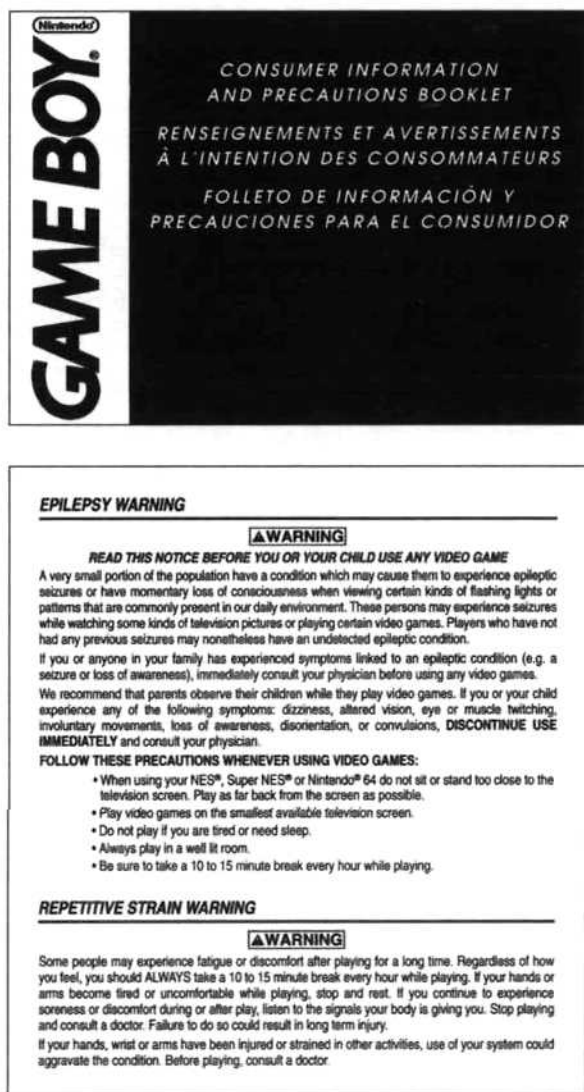 Nintendo®
GAME BOY®
CONSUMER INFORMATION
AND PRECAUTIONS BOOKLET
RENSEIGNEMENTS ET AVERTISSEMENTS
À L'INTENTION DES CONSOMMATEURS
FOLLETO DE INFORMACIÓN Y
PRECAUCIONES PARA EL CONSUMIDOR
EPILEPSY WARNING
⚠WARNING
READ THIS NOTICE BEFORE YOU OR YOUR CHILD USE ANY VIDEO GAME
A very small portion of the population have a condition which may cause them to experience epileptic
seizures or have momentary loss of consciousness when viewing certain kinds of flashing lights or
patterns that are commonly present in our daily environment. These persons may experience seizures
while watching some kinds of television pictures or playing certain video games. Players who have not
had any previous seizures may nonetheless have an undetected epileptic condition.
If you or anyone in your family has experienced symptoms linked to an epileptic condition (e.g. a
seizure or loss of awareness), immediately consult your physician before using any video games.
We recommend that parents observe their children while they play video games. If you or your child
experience any of the following symptoms: dizziness, altered vision, eye or muscle twitching,
involuntary movements, loss of awareness, disorientation, or convulsions, DISCONTINUE USE
IMMEDIATELY and consult your physician.
FOLLOW THESE PRECAUTIONS WHENEVER USING VIDEO GAMES:
• When using your NES®, Super NES® or Nintendo® 64 do not sit or stand too close to the
television screen. Play as far back from the screen as possible.
• Play video games on the smallest available television screen.
• Do not play if you are tired or need sleep.
• Always play in a well lit room.
• Be sure to take a 10 to 15 minute break every hour while playing.
REPETITIVE STRAIN WARNING
⚠WARNING
Some people may experience fatigue or discomfort after playing for a long time. Regardless of how
you feel, you should ALWAYS take a 10 to 15 minute break every hour while playing. If your hands or
arms become tired or uncomfortable while playing, stop and rest. If you continue to experience
soreness or discomfort during or after play, listen to the signals your body is giving you. Stop playing
and consult a doctor. Failure to do so could result in long term injury.
If your hands, wrist or arms have been injured or strained in other activities, use of your system could
aggravate the condition. Before playing, consult a doctor.